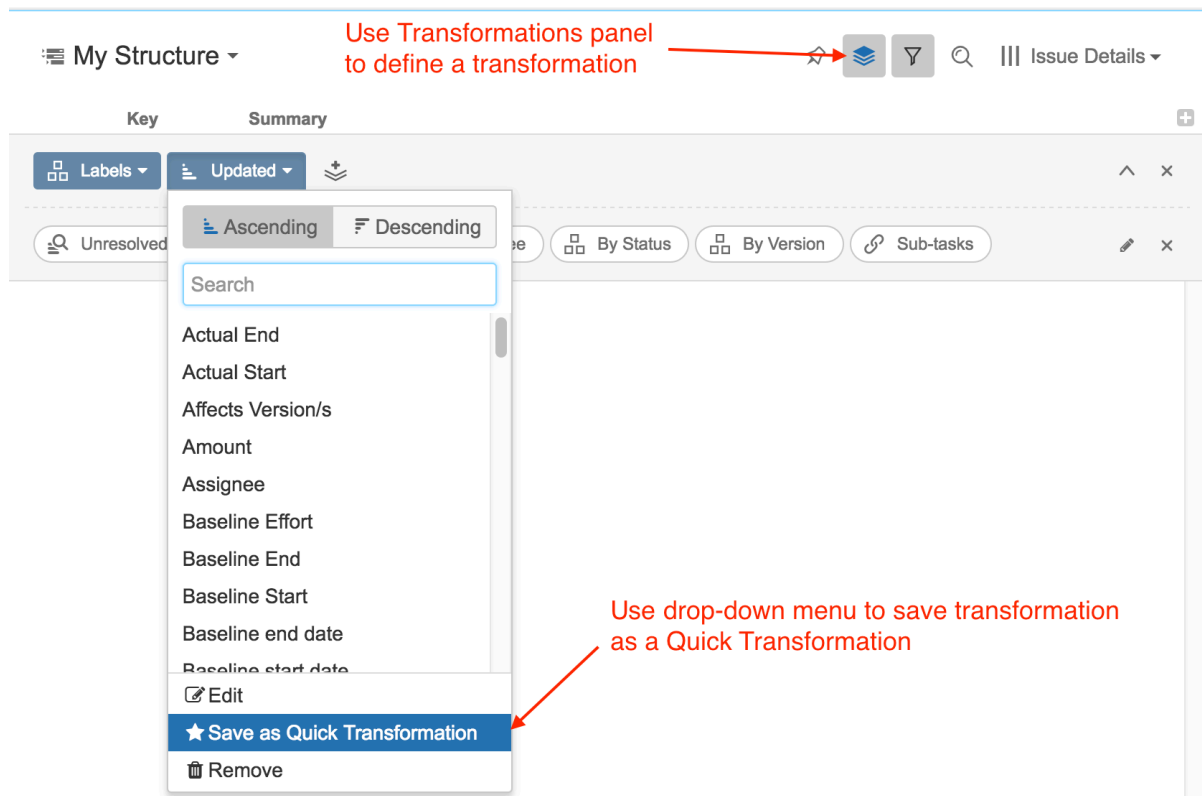 Use Transformations panel
to define a transformation
My Structure
Issue Details
Key Summary
Labels Updated
Ascending Descending
Unresolved ee By Status By Version Sub-tasks
Search
Actual End
Actual Start
Affects Version/s
Amount
Assignee
Baseline Effort
Baseline End
Baseline Start
Baseline end date
Baseline start date
Use drop-down menu to save transformation
as a Quick Transformation
Edit
Save as Quick Transformation
Remove